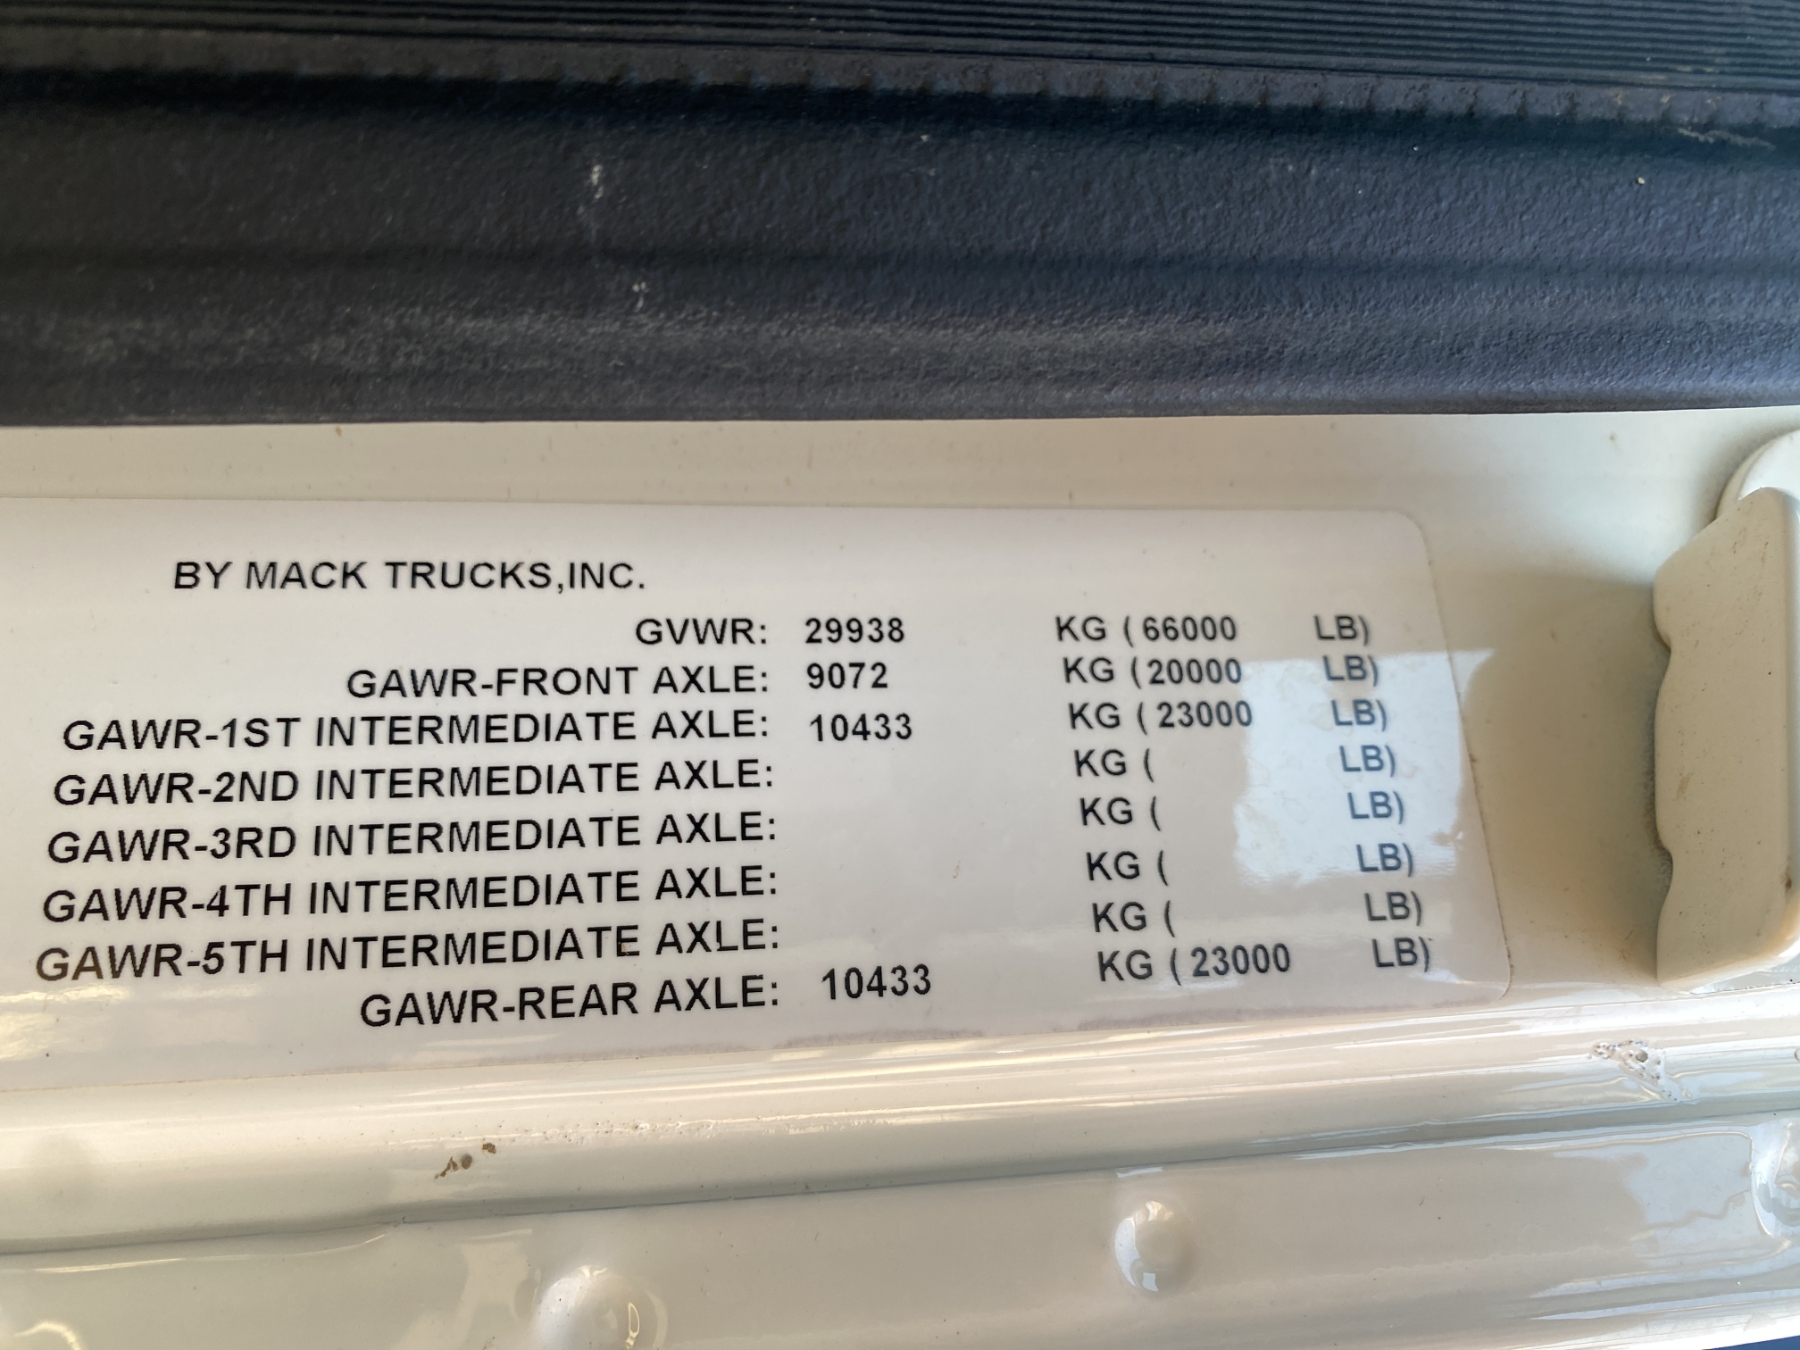 BY MACK TRUCKS,INC.
GVWR: 29938 KG (66000 LB)
GAWR-FRONT AXLE: 9072 KG (20000 LB)
GAWR-1ST INTERMEDIATE AXLE: 10433 KG (23000 LB)
GAWR-2ND INTERMEDIATE AXLE: KG ( LB)
GAWR-3RD INTERMEDIATE AXLE: KG ( LB)
GAWR-4TH INTERMEDIATE AXLE: KG ( LB)
GAWR-5TH INTERMEDIATE AXLE: KG ( LB)
GAWR-REAR AXLE: 10433 KG (23000 LB)